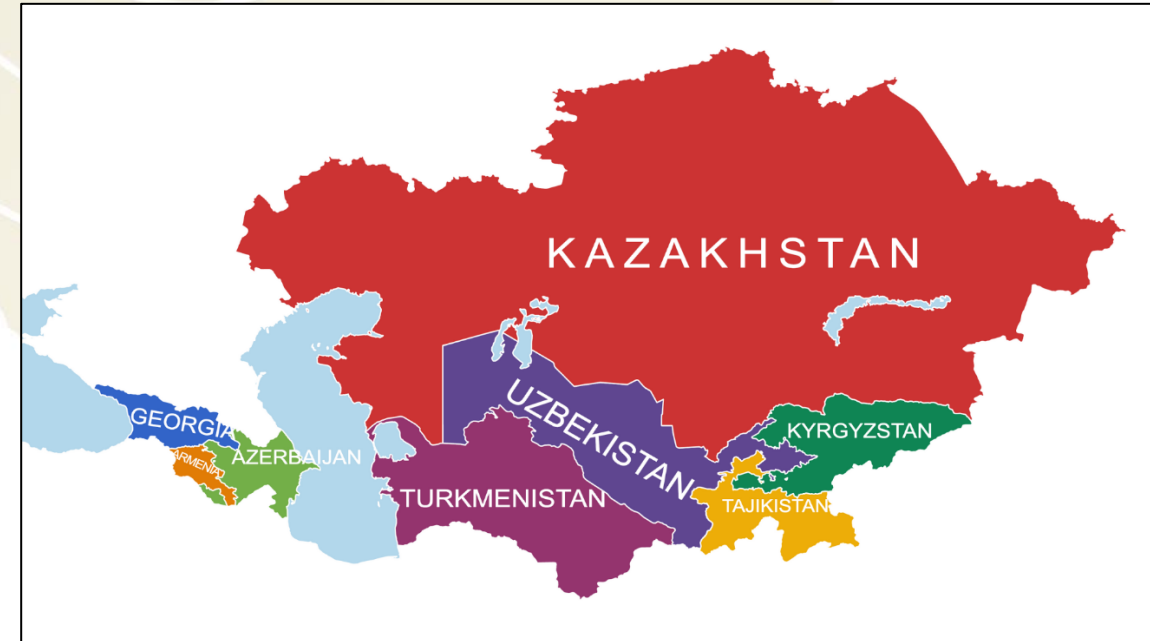 KAZAKHSTAN
UZBEKISTAN
GEORGIA
KYRGYZSTAN
ARMENIA
AZERBAIJAN
TURKMENISTAN
TAJIKISTAN